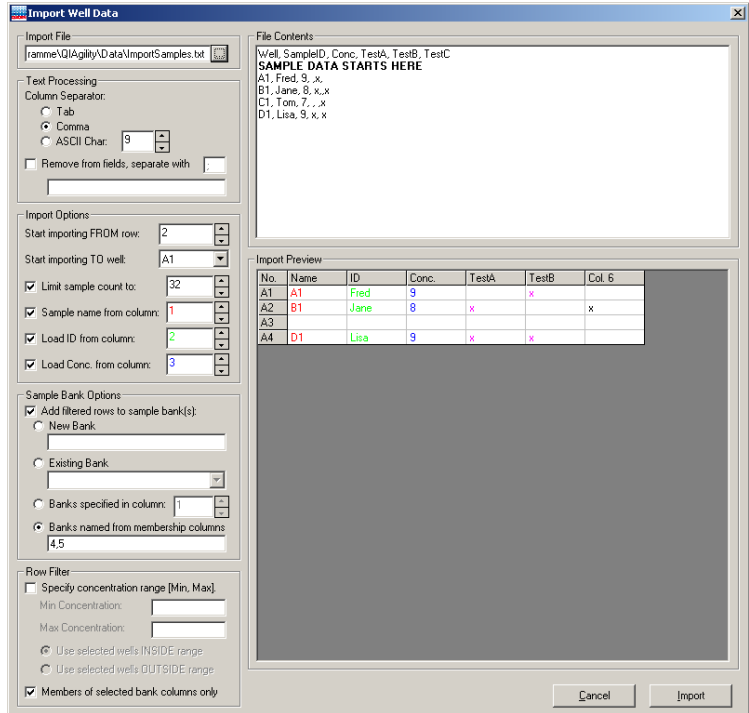 Import Well Data
Import File
ramme\QIAgility\Data\ImportSamples.txt ...
Text Processing
Column Separator:
Tab
Comma
ASCII Char: 9
Remove from fields, separate with ;
Import Options
Start importing FROM row: 2
Start importing TO well: A1
Limit sample count to: 32
Sample name from column: 1
Load ID from column: 2
Load Conc. from column: 3
Sample Bank Options
Add filtered rows to sample bank(s):
New Bank
Existing Bank
Banks specified in column: 1
Banks named from membership columns
4,5
Row Filter
Specify concentration range [Min, Max].
Min Concentration:
Max Concentration:
Use selected wells INSIDE range
Use selected wells OUTSIDE range
Members of selected bank columns only
File Contents
Well, SampleID, Conc, TestA, TestB, TestC
SAMPLE DATA STARTS HERE
A1, Fred, 9, ,x,
B1, Jane, 8, x,,x
C1, Tom, 7, , ,x
D1, Lisa, 9, x, x
Import Preview
No. Name ID Conc. TestA TestB Col. 6
A1 A1 Fred 9 x
A2 B1 Jane 8 x x
A3
A4 D1 Lisa 9 x x
Cancel Import